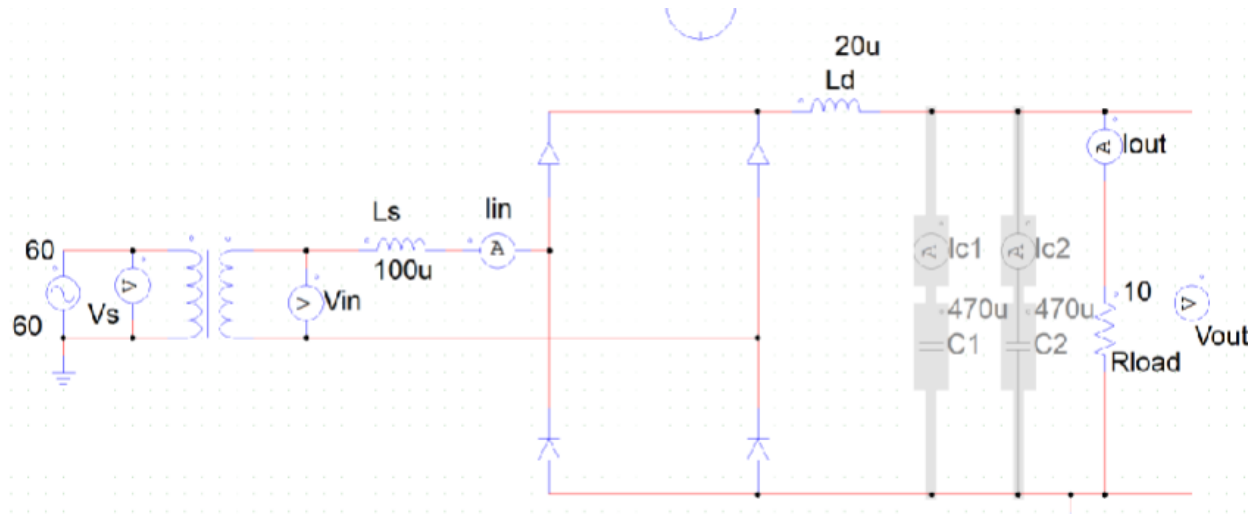 20u
Ld
A Iout
Ls
Iin
60
A
A Ic1
A Ic2
100u
V
Vs
V Vin
10
470u
470u
V
60
C1
C2
Vout
Rload